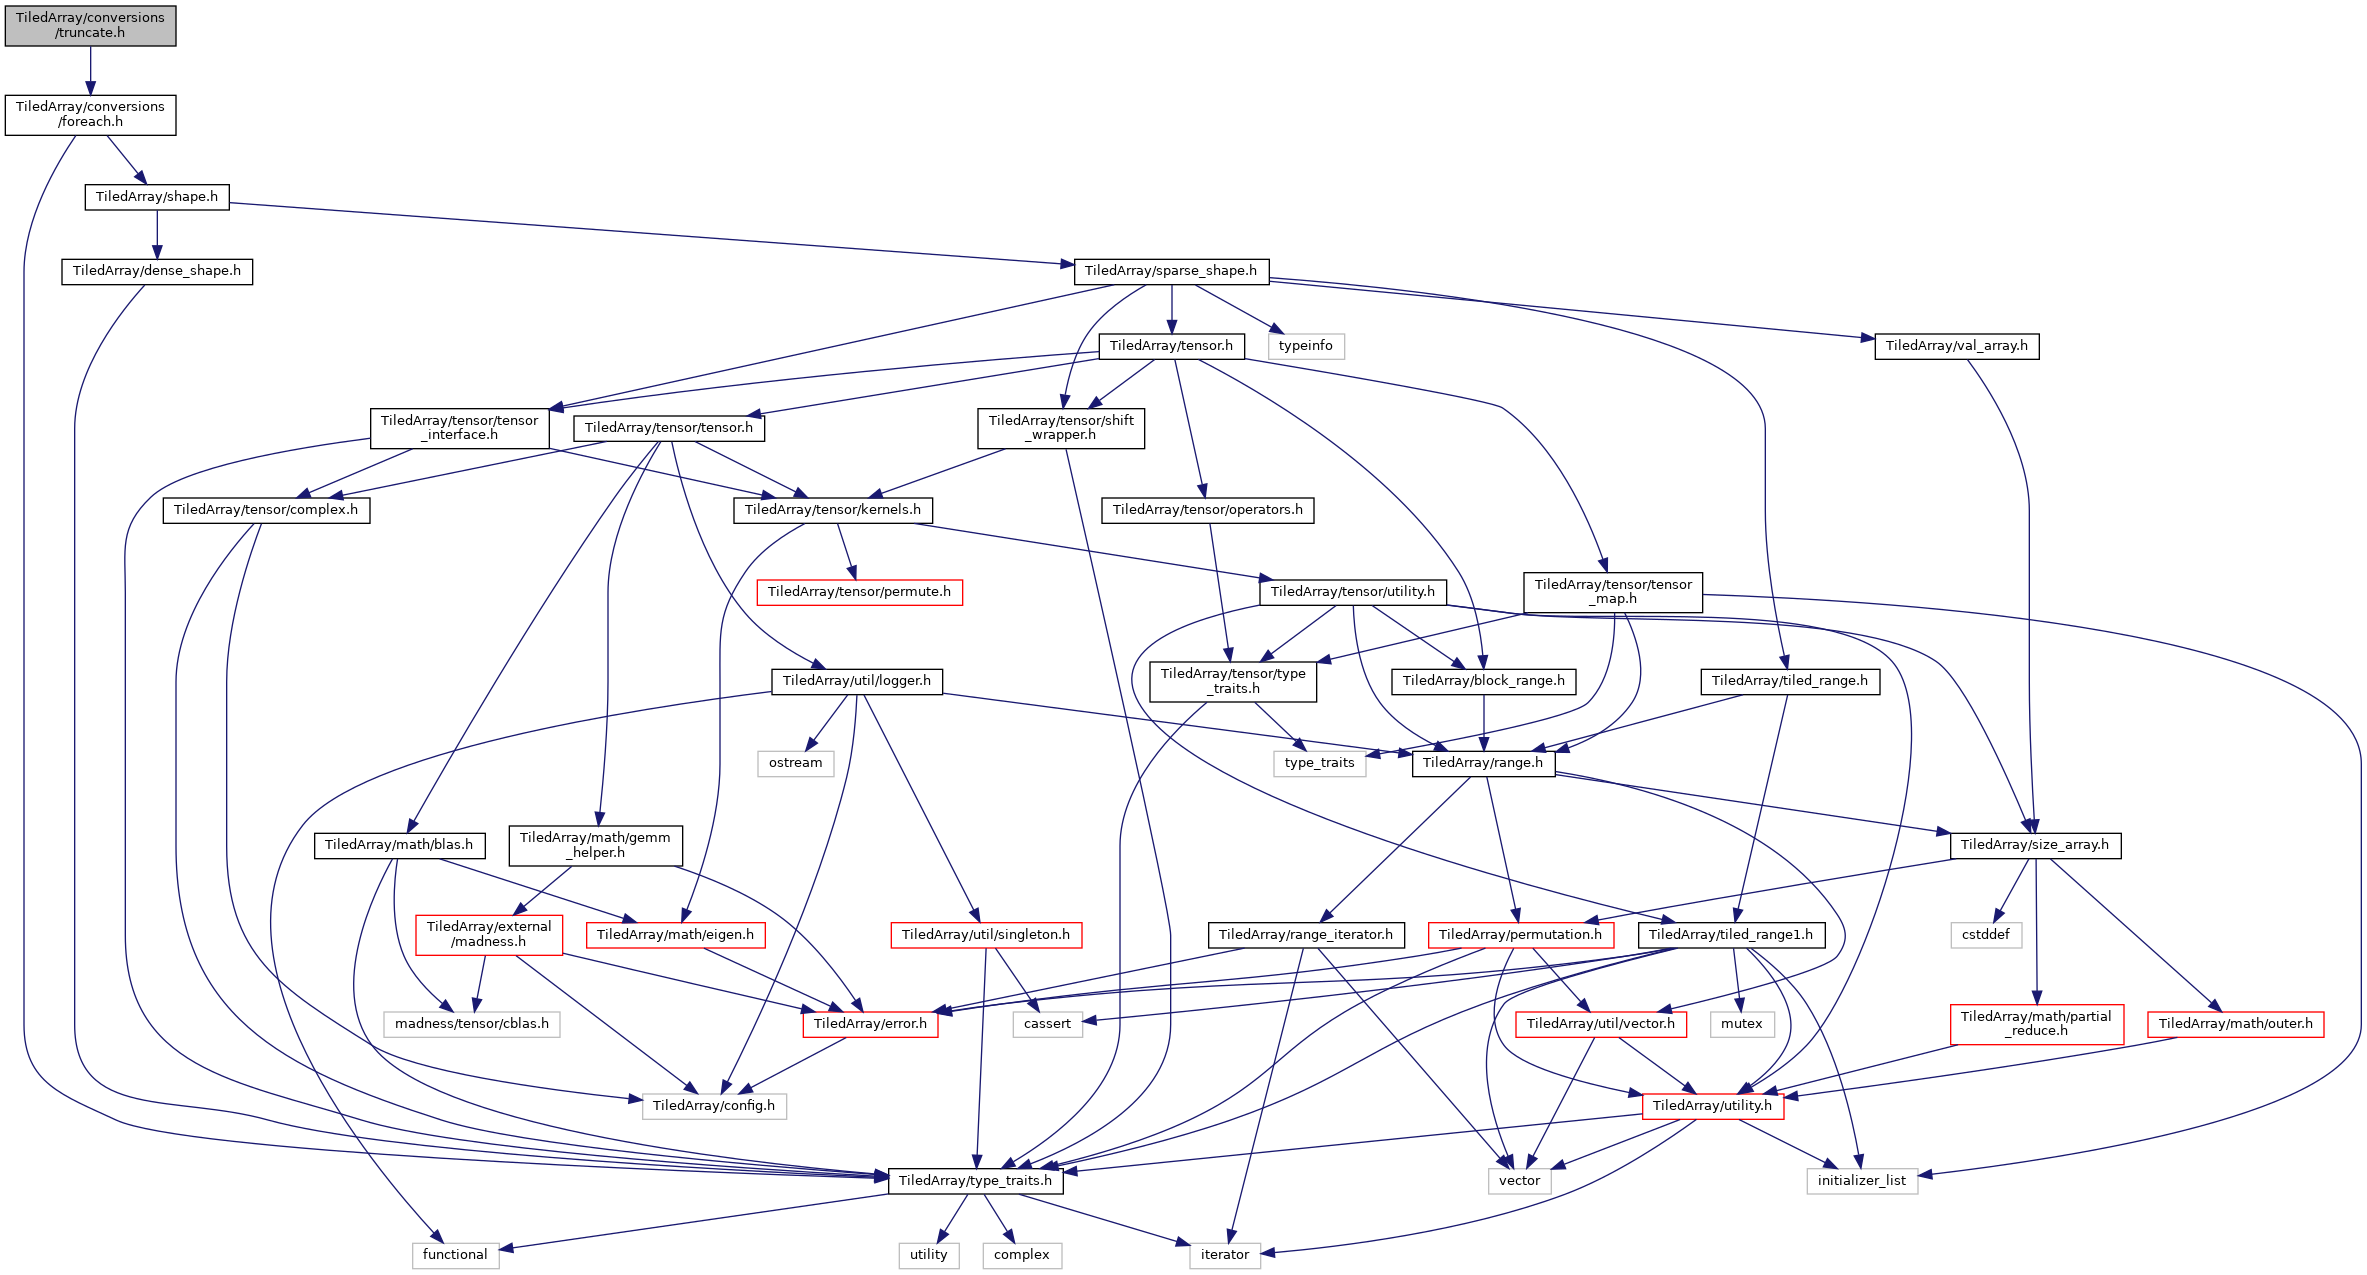 TiledArray/conversions
/truncate.h
TiledArray/conversions
/foreach.h
TiledArray/shape.h
TiledArray/dense_shape.h
TiledArray/sparse_shape.h
TiledArray/tensor.h
typeinfo
TiledArray/val_array.h
TiledArray/tensor/tensor
_interface.h
TiledArray/tensor/tensor.h
TiledArray/tensor/shift
_wrapper.h
TiledArray/tensor/complex.h
TiledArray/tensor/kernels.h
TiledArray/tensor/operators.h
TiledArray/tensor/permute.h
TiledArray/tensor/utility.h
TiledArray/tensor/tensor
_map.h
TiledArray/util/logger.h
TiledArray/tensor/type
_traits.h
TiledArray/block_range.h
TiledArray/tiled_range.h
ostream
type_traits
TiledArray/range.h
TiledArray/math/blas.h
TiledArray/math/gemm
_helper.h
TiledArray/size_array.h
TiledArray/external
/madness.h
TiledArray/math/eigen.h
TiledArray/util/singleton.h
TiledArray/range_iterator.h
TiledArray/permutation.h
TiledArray/tiled_range1.h
cstddef
madness/tensor/cblas.h
TiledArray/error.h
cassert
TiledArray/util/vector.h
mutex
TiledArray/math/partial
_reduce.h
TiledArray/math/outer.h
TiledArray/config.h
TiledArray/utility.h
TiledArray/type_traits.h
vector
initializer_list
functional
utility
complex
iterator